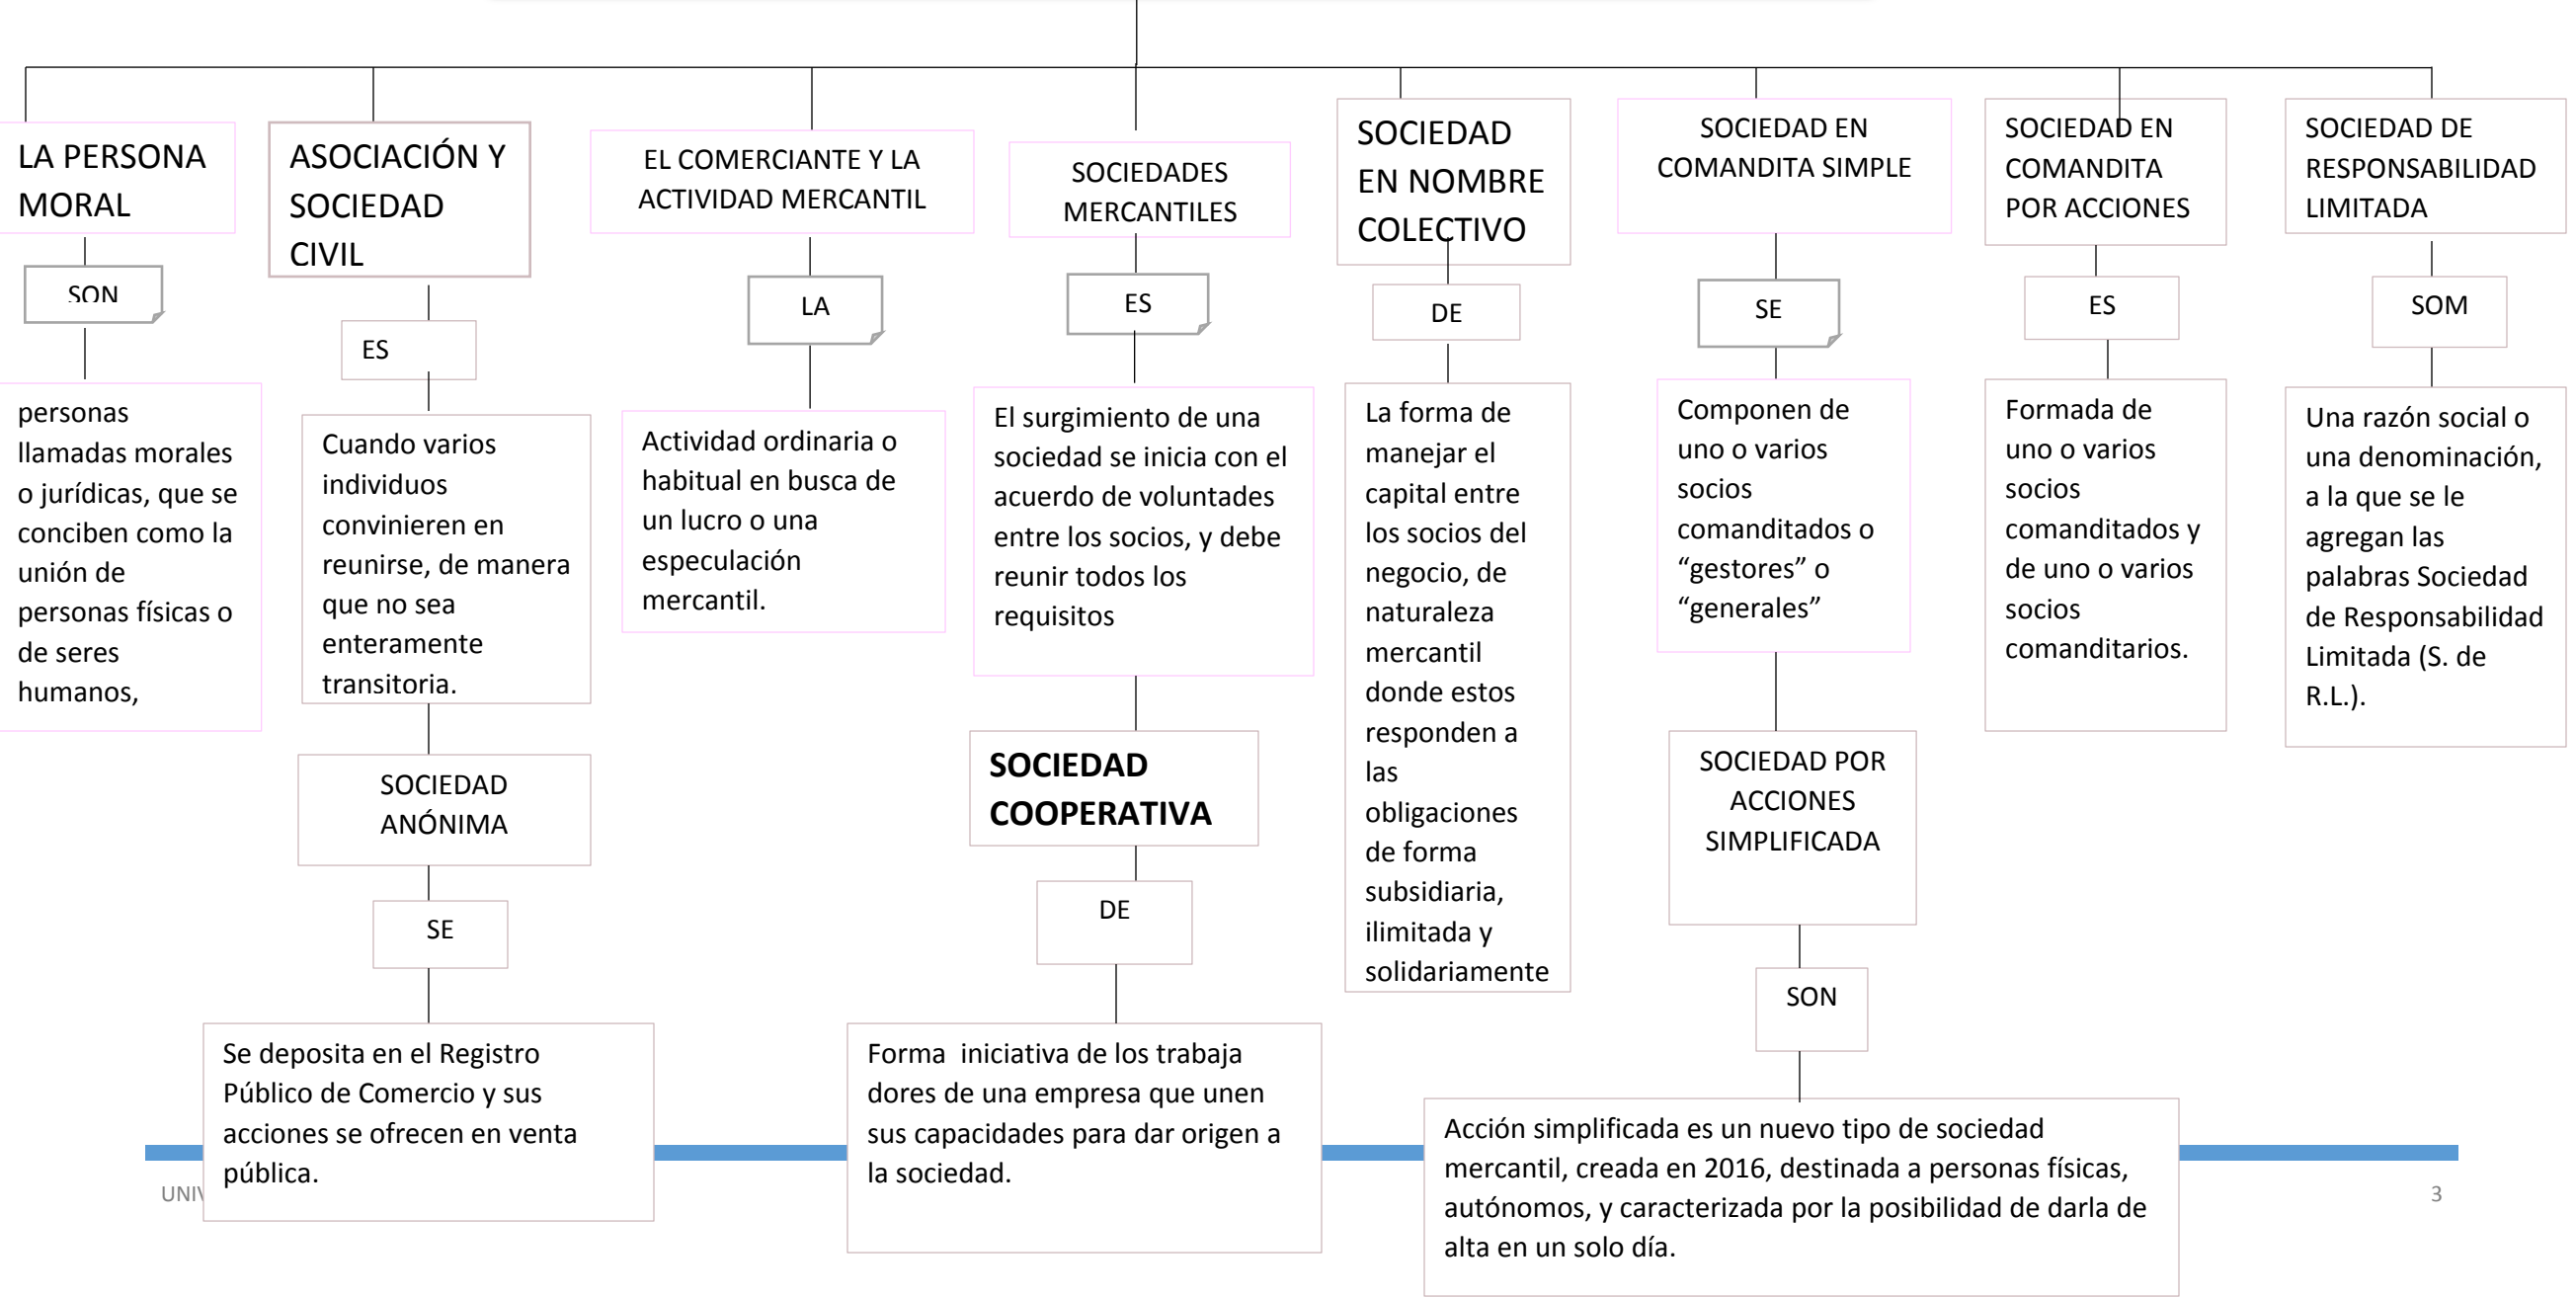 LA PERSONA
MORAL
SON
personas
llamadas morales
o jurídicas, que se
conciben como la
unión de
personas físicas o
de seres
humanos,
ASOCIACIÓN Y
SOCIEDAD
CIVIL
ES
Cuando varios
individuos
convinieren en
reunirse, de manera
que no sea
enteramente
transitoria.
SOCIEDAD
ANÓNIMA
SE
Se deposita en el Registro
Público de Comercio y sus
acciones se ofrecen en venta
pública.
EL COMERCIANTE Y LA
ACTIVIDAD MERCANTIL
LA
Actividad ordinaria o
habitual en busca de
un lucro o una
especulación
mercantil.
SOCIEDADES
MERCANTILES
ES
El surgimiento de una
sociedad se inicia con el
acuerdo de voluntades
entre los socios, y debe
reunir todos los
requisitos
SOCIEDAD
COOPERATIVA
DE
Forma  iniciativa de los trabaja
dores de una empresa que unen
sus capacidades para dar origen a
la sociedad.
SOCIEDAD
EN NOMBRE
COLECTIVO
DE
La forma de
manejar el
capital entre
los socios del
negocio, de
naturaleza
mercantil
donde estos
responden a
las
obligaciones
de forma
subsidiaria,
ilimitada y
solidariamente
SOCIEDAD EN
COMANDITA SIMPLE
SE
Componen de
uno o varios
socios
comanditados o
“gestores” o
“generales”
SOCIEDAD POR
ACCIONES
SIMPLIFICADA
SON
Acción simplificada es un nuevo tipo de sociedad
mercantil, creada en 2016, destinada a personas físicas,
autónomos, y caracterizada por la posibilidad de darla de
alta en un solo día.
SOCIEDAD EN
COMANDITA
POR ACCIONES
ES
Formada de
uno o varios
socios
comanditados y
de uno o varios
socios
comanditarios.
SOCIEDAD DE
RESPONSABILIDAD
LIMITADA
SOM
Una razón social o
una denominación,
a la que se le
agregan las
palabras Sociedad
de Responsabilidad
Limitada (S. de
R.L.).
3